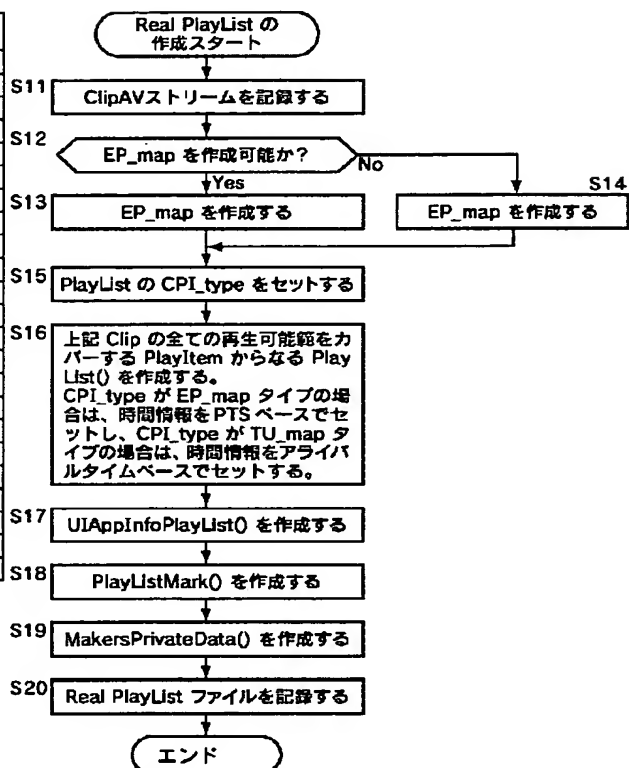 Real PlayList の
作成スタート
S11
ClipAVストリームを記録する
S12
EP_map を作成可能か？
No
Yes
S13
EP_map を作成する
S14
EP_map を作成する
S15
PlayList の CPI_type をセットする
S16
上記 Clip の全ての再生可能範をカ
バーする PlayItem からなる Play
List() を作成する。
CPI_type が EP_map タイプの場
合は、時間情報をPTS ベースでセ
ットし、CPI_type が TU_map タ
イプの場合は、時間情報をアライバ
ルタイムベースでセットする。
S17
UIAppInfoPlayList() を作成する
S18
PlayListMark() を作成する
S19
MakersPrivateData() を作成する
S20
Real PlayList ファイルを記録する
エンド